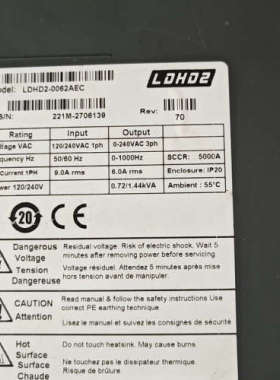 LDHD2
odel: LDHD2-0062AEC
S/N: 221M-2706139 Rev: 70
Rating Input Output
oltage VAC 120/240VAC 1ph 0-240VAC 3ph
equency Hz 50/60 Hz 0-1000Hz SCCR: 5000A
Current 1PH 9.0A rms 6.0A rms Enclosure: IP20
ower 120/240V 0.72/1.44kVA Ambient : 55°C
20 CE
Dangerous Voltage
Tension Dangereuse
Residual voltage. Risk of electric shock. Wait 5
minutes after removing power before servicing.
Voltage résiduel. Attendez 5 minutes après mise
hors tension avant de manipuler.
CAUTION
Attention
Read manual & follow the safety instructions Use
correct PE earthing technique.
Lisez le manuel et suivez les consignes de sécurité
Hot
Surface
Surface
Chaude
Do not touch heatsink. May cause burns.
Ne touchez pas le dissipateur thermique.
Risque de brûlure.